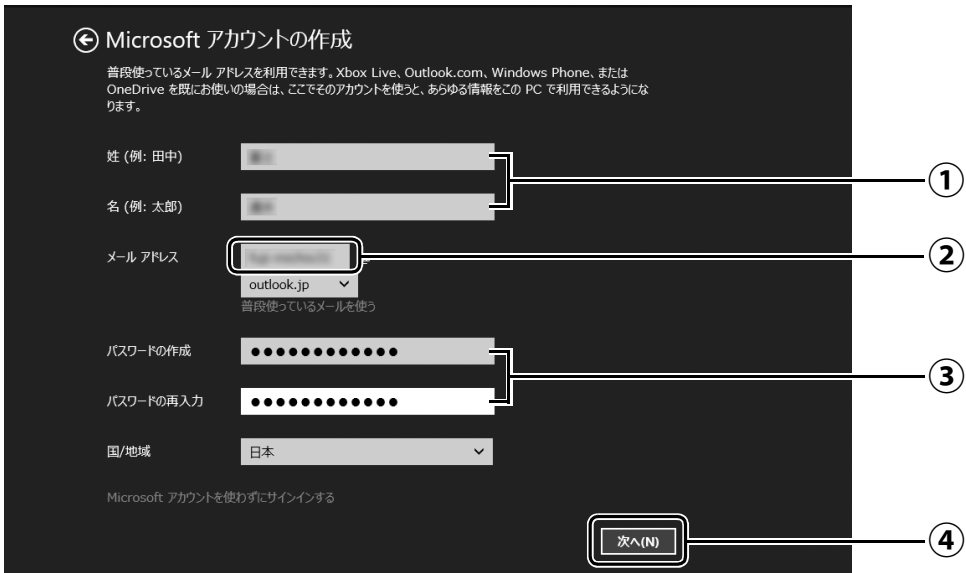 Microsoft アカウントの作成
普段使っているメール アドレスを利用できます。Xbox Live、Outlook.com、Windows Phone、または
OneDrive を既にお使いの場合は、ここでそのアカウントを使うと、あらゆる情報をこの PC で利用できるようにな
ります。
姓 (例: 田中)
①
名 (例: 太郎)
メール アドレス
②
outlook.jp
普段使っているメールを使う
パスワードの作成 ●●●●●●●●●●●●
③
パスワードの再入力 ●●●●●●●●●●●●
国/地域 日本
Microsoft アカウントを使わずにサインインする
次へ(N) ④